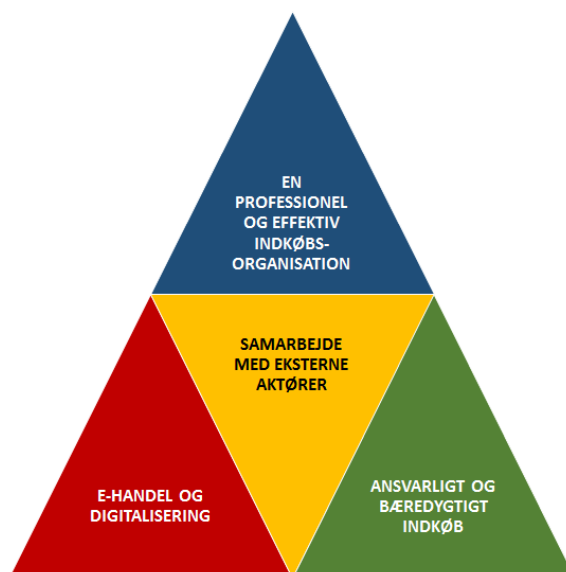 EN
PROFESSIONEL
OG EFFEKTIV
INDKØBS-
ORGANISATION
SAMARBEJDE
MED EKSTERNE
AKTØRER
E-HANDEL OG
DIGITALISERING
ANSVARLIGT OG
BÆREDYGTIGT
INDKØB